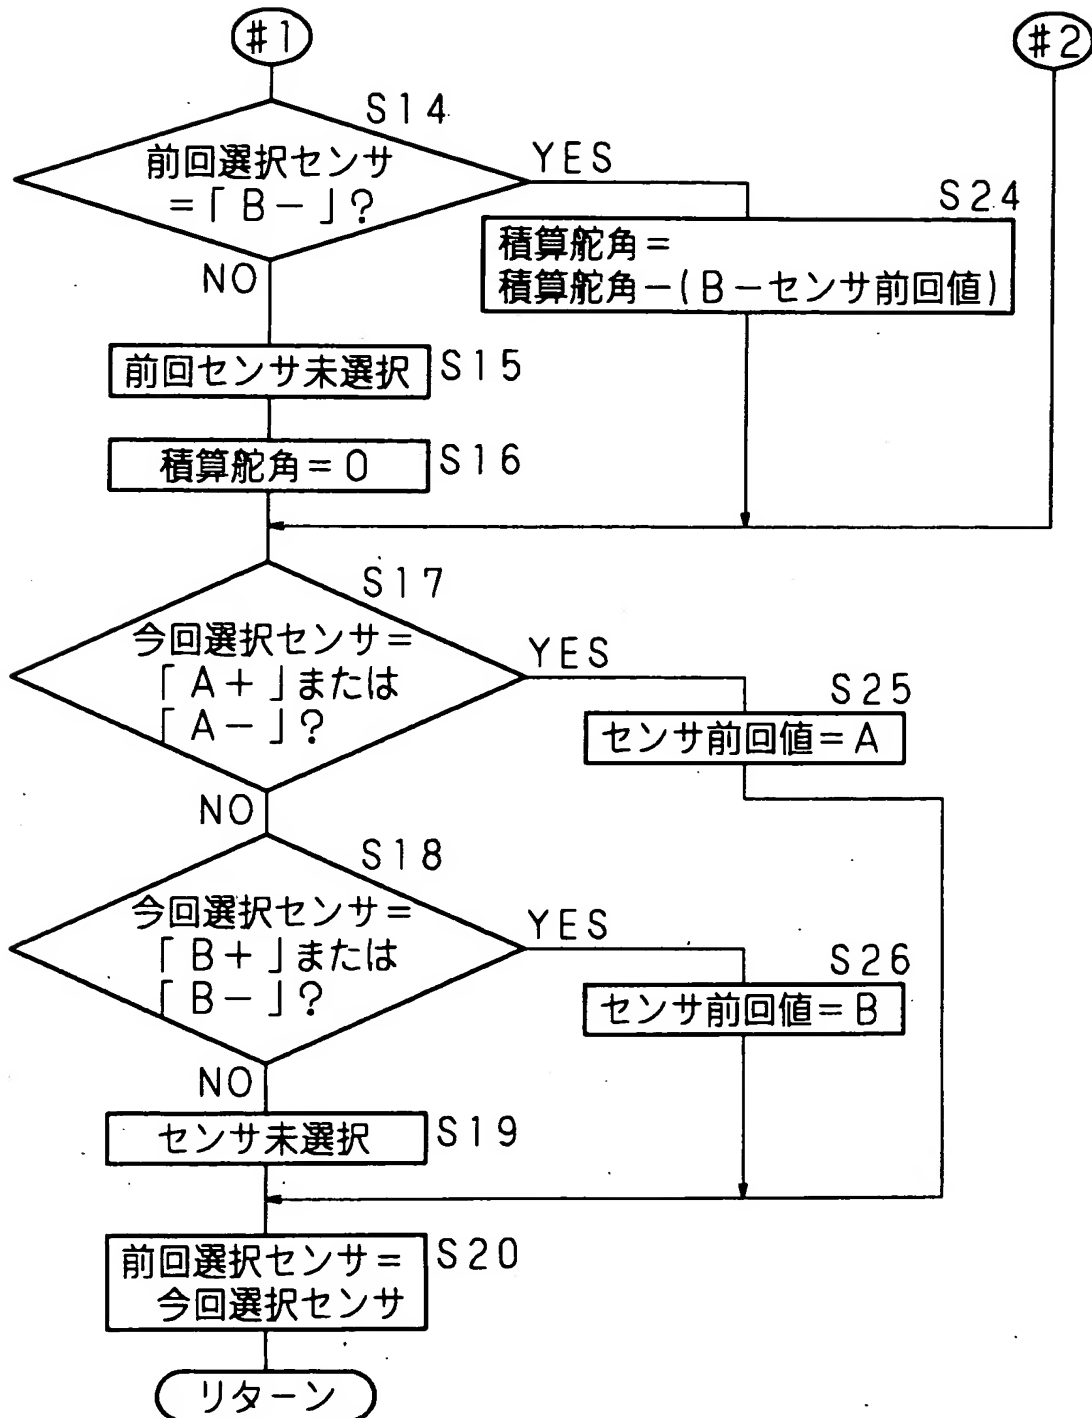 #1
#2
S14
前回選択センサ
=「B-」?
YES
NO
S24
積算舵角=
積算舵角-(B-センサ前回値)
前回センサ未選択
S15
積算舵角=0
S16
S17
今回選択センサ=
「A+」または
「A-」?
YES
NO
S25
センサ前回値=A
S18
今回選択センサ=
「B+」または
「B-」?
YES
NO
S26
センサ前回値=B
センサ未選択
S19
前回選択センサ=
今回選択センサ
S20
リターン